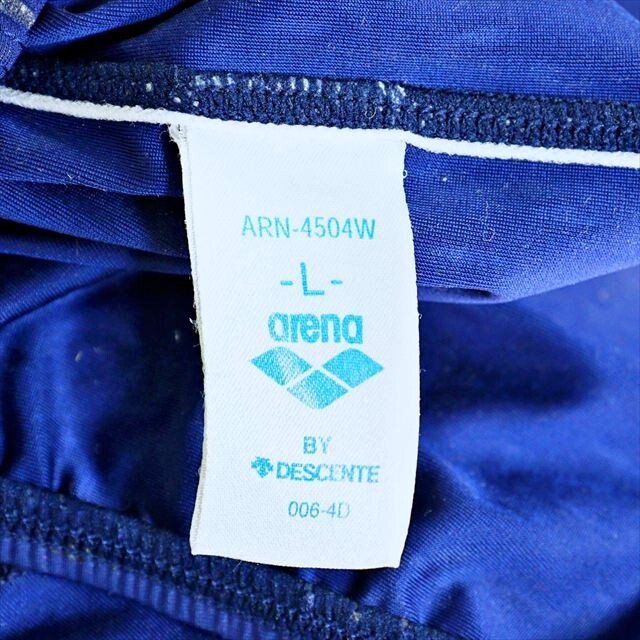 ARN-4504W
-L-
arena
BY
DESCENTE
006-4D